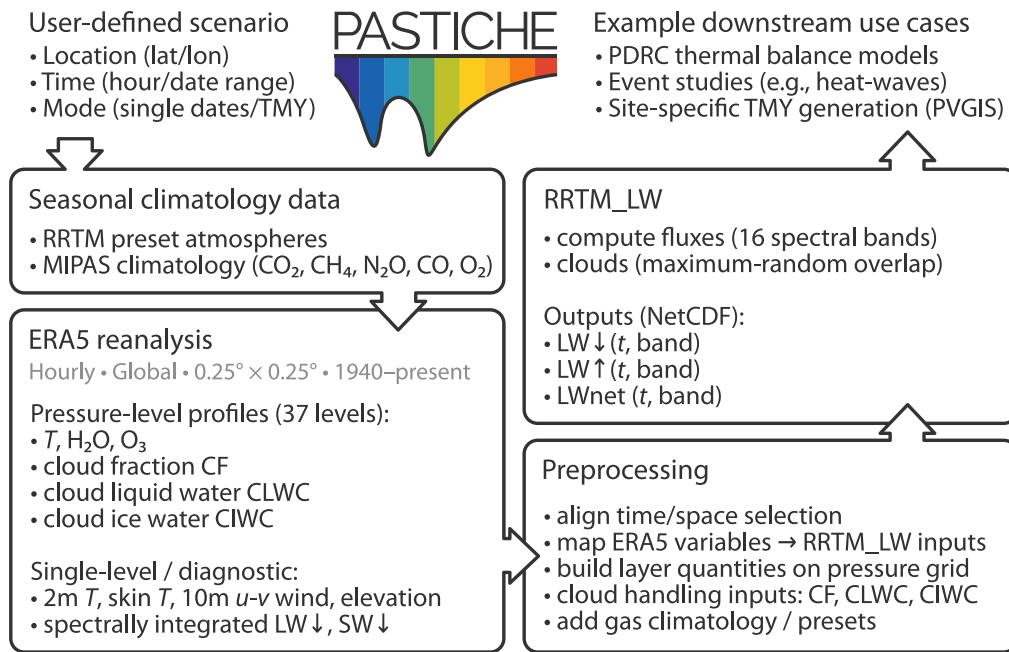 User-defined scenario
• Location (lat/lon)
• Time (hour/date range)
• Mode (single dates/TMY)
PASTICHE
Example downstream use cases
• PDRC thermal balance models
• Event studies (e.g., heat-waves)
• Site-specific TMY generation (PVGIS)
Seasonal climatology data
• RRTM preset atmospheres
• MIPAS climatology (CO₂, CH₄, N₂O, CO, O₂)
ERA5 reanalysis
Hourly • Global • 0.25° × 0.25° • 1940–present
Pressure-level profiles (37 levels):
• T, H₂O, O₃
• cloud fraction CF
• cloud liquid water CLWC
• cloud ice water CIWC
Single-level / diagnostic:
• 2m T, skin T, 10m u-v wind, elevation
• spectrally integrated LW↓, SW↓
RRTM_LW
• compute fluxes (16 spectral bands)
• clouds (maximum-random overlap)
Outputs (NetCDF):
• LW↓(t, band)
• LW↑(t, band)
• LWnet (t, band)
Preprocessing
• align time/space selection
• map ERA5 variables → RRTM_LW inputs
• build layer quantities on pressure grid
• cloud handling inputs: CF, CLWC, CIWC
• add gas climatology / presets